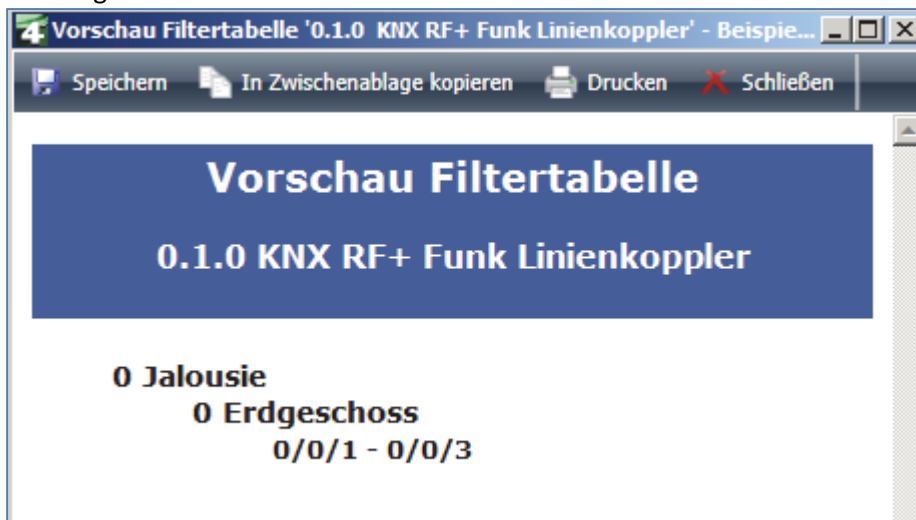 Vorschau Filtertabelle '0.1.0 KNX RF+ Funk Linienkoppler' - Beispie...
Speichern In Zwischenablage kopieren Drucken Schließen
Vorschau Filtertabelle
0.1.0 KNX RF+ Funk Linienkoppler
0 Jalousie
0 Erdgeschoss
0/0/1 - 0/0/3